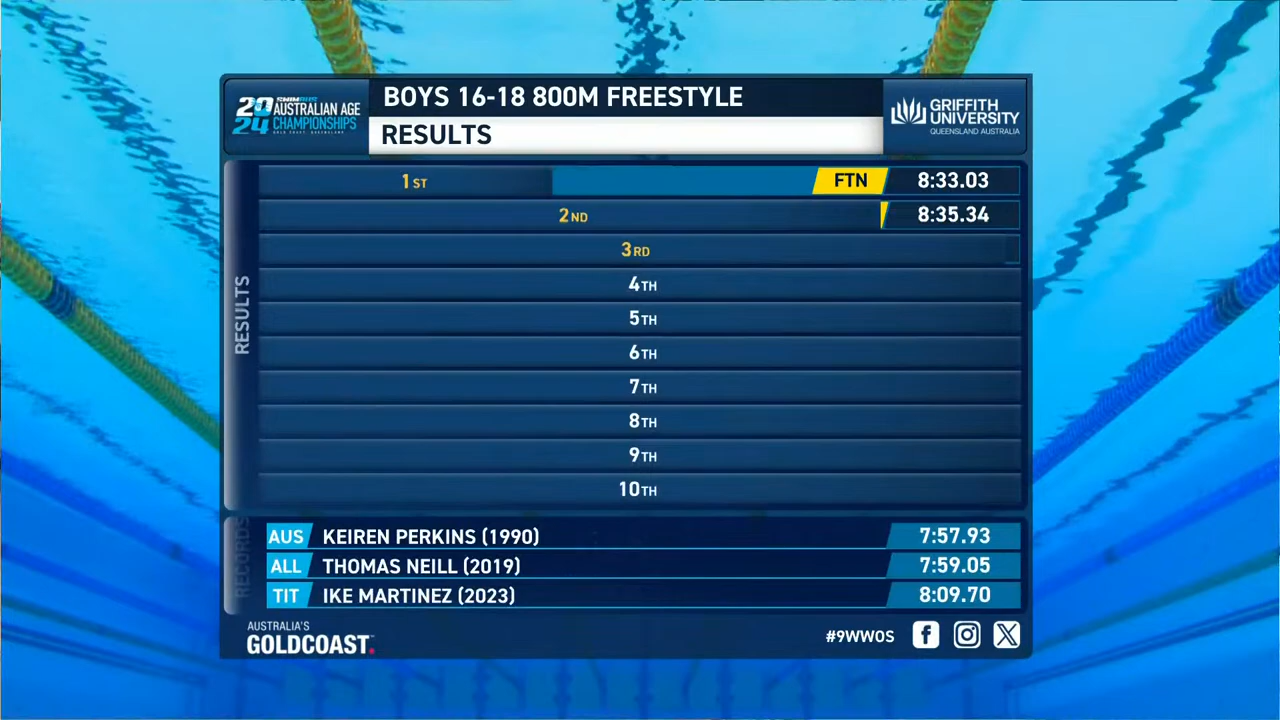 2024 AUSTRALIAN AGE
CHAMPIONSHIPS
GOLD COAST, QUEENSLAND
BOYS 16-18 800M FREESTYLE
RESULTS
GRIFFITH
UNIVERSITY
QUEENSLAND AUSTRALIA
RESULTS
1ST FTN 8:33.03
2ND 8:35.34
3RD
4TH
5TH
6TH
7TH
8TH
9TH
10TH
RECORDS
AUS KEIREN PERKINS (1990) 7:57.93
ALL THOMAS NEILL (2019) 7:59.05
TIT IKE MARTINEZ (2023) 8:09.70
AUSTRALIA'S
GOLDCOAST.
#9WWOS